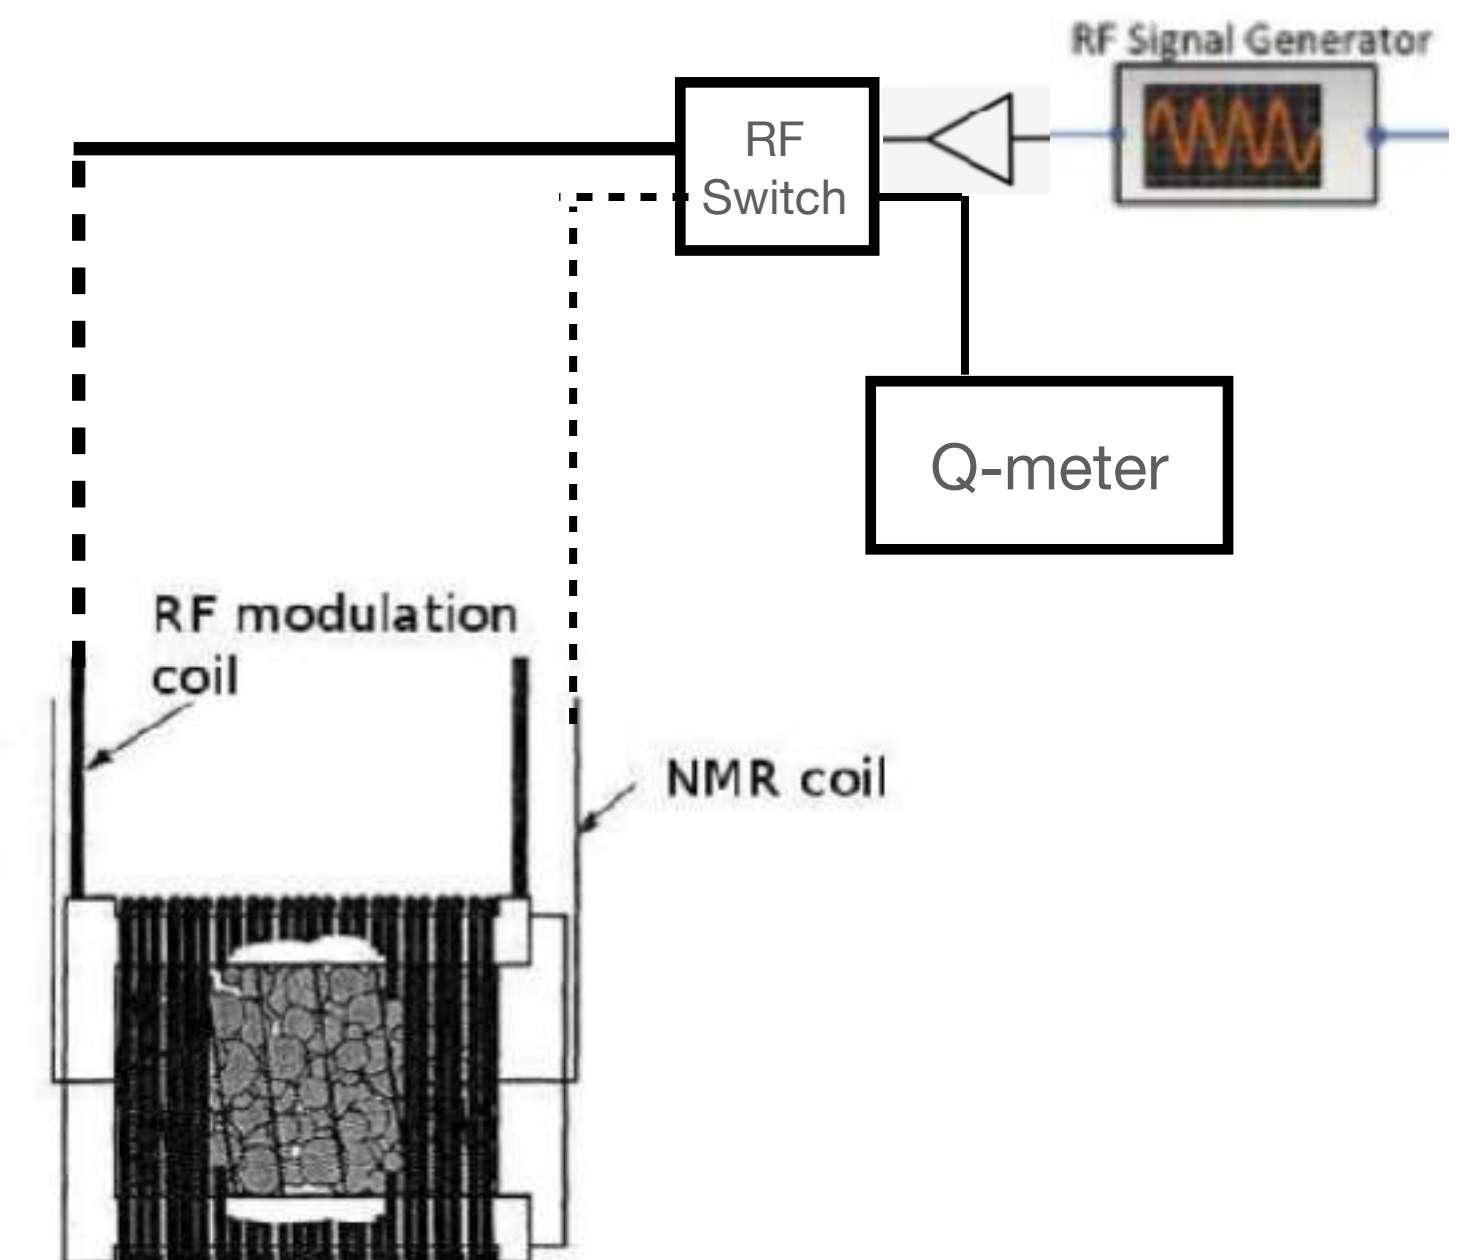 RF Signal Generator
RF
Switch
Q-meter
RF modulation
coil
NMR coil